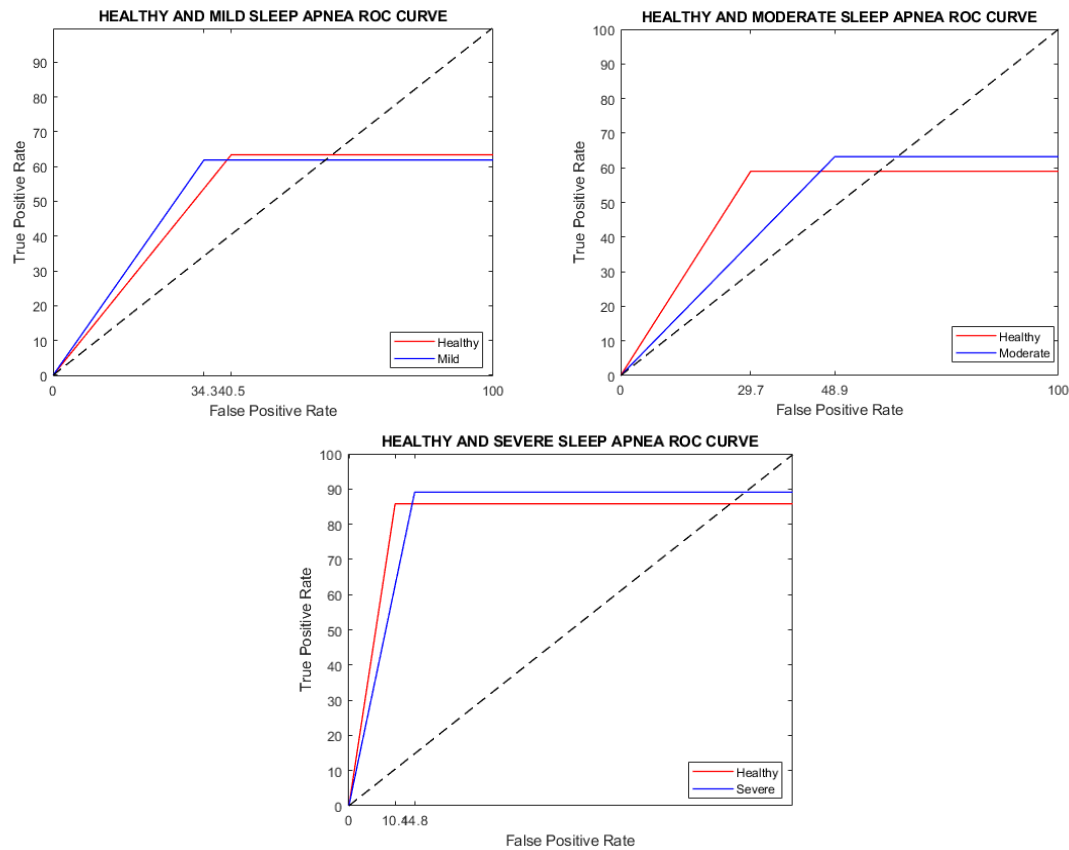 HEALTHY AND MILD SLEEP APNEA ROC CURVE
90
80
70
60
50
40
30
20
10
0
True Positive Rate
0 34.340.5 100
False Positive Rate
Healthy
Mild
HEALTHY AND MODERATE SLEEP APNEA ROC CURVE
100
90
80
70
60
50
40
30
20
10
0
True Positive Rate
0 29.7 48.9 100
False Positive Rate
Healthy
Moderate
HEALTHY AND SEVERE SLEEP APNEA ROC CURVE
100
90
80
70
60
50
40
30
20
10
0
True Positive Rate
0 10.44.8
False Positive Rate
Healthy
Severe